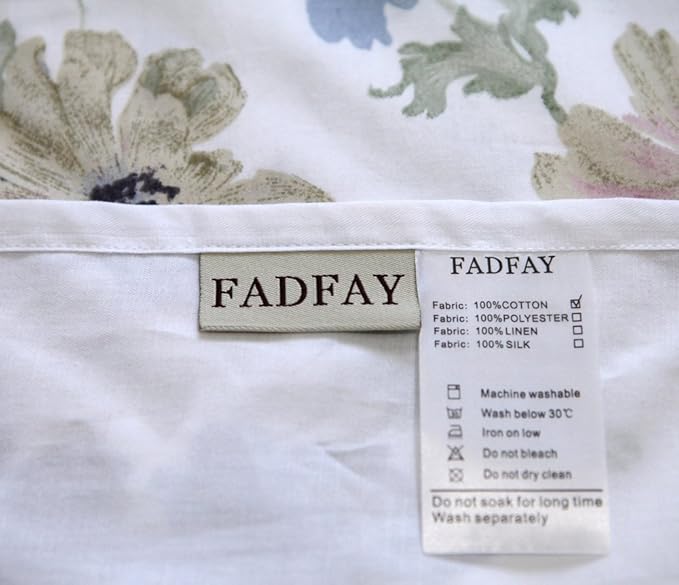 FADFAY
FADFAY
Fabric: 100%COTTON
Fabric: 100%POLYESTER
Fabric: 100%LINEN
Fabric: 100%SILK
Machine washable
Wash below 30℃
Iron on low
Do not bleach
Do not dry clean
Do not soak for long time
Wash separately